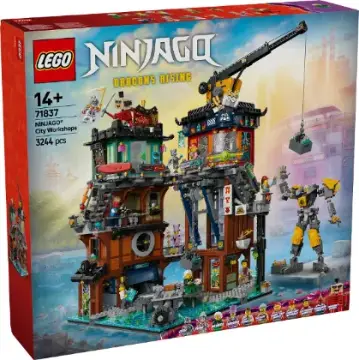 LEGO
NINJAGO
DRAGONS RISING
14+
71837
NINJAGO®
City Workshops
3244 pcs